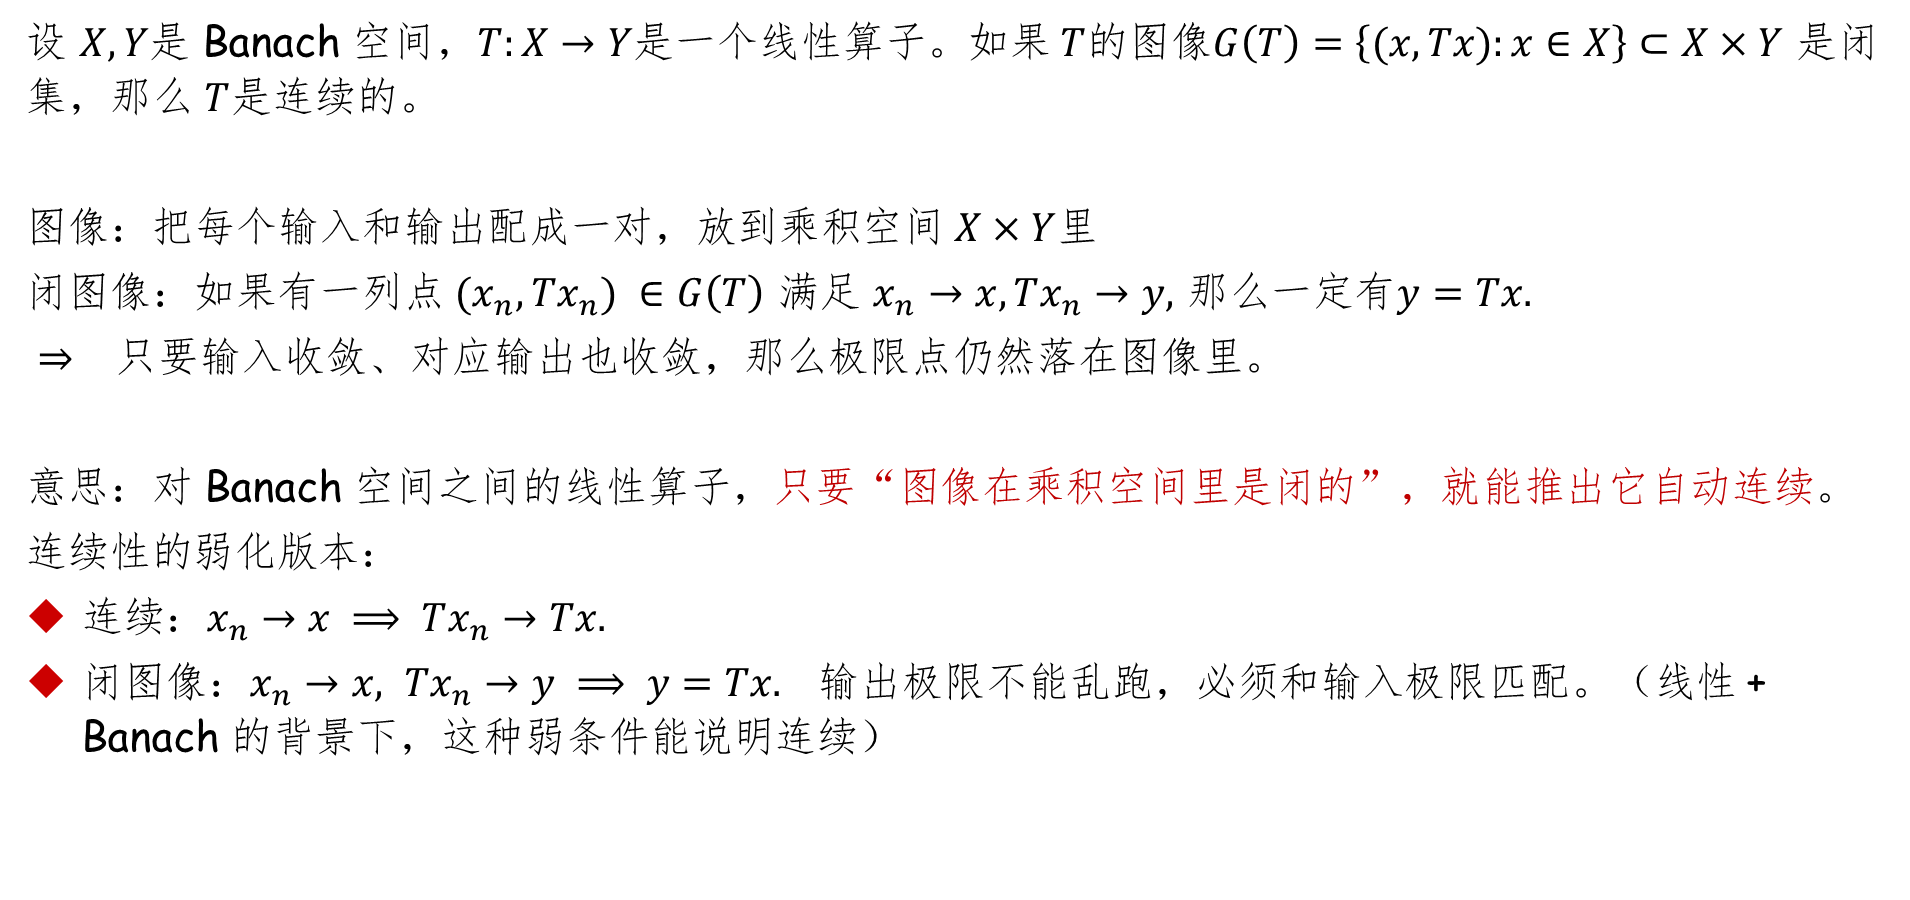 设 X,Y是 Banach 空间，T:X → Y是一个线性算子。如果 T的图像G(T) = {(x,Tx):x ∈ X} ⊂ X × Y 是闭
集，那么 T是连续的。
图像：把每个输入和输出配成一对，放到乘积空间 X × Y里
闭图像：如果有一列点 (xₙ,Txₙ) ∈ G(T) 满足 xₙ → x,Txₙ → y, 那么一定有y = Tx.
⇒ 只要输入收敛、对应输出也收敛，那么极限点仍然落在图像里。
意思：对 Banach 空间之间的线性算子，只要“图像在乘积空间里是闭的”，就能推出它自动连续。
连续性的弱化版本：
◆ 连续：xₙ → x ⟹ Txₙ → Tx.
◆ 闭图像：xₙ → x, Txₙ → y ⟹ y = Tx. 输出极限不能乱跑，必须和输入极限匹配。（线性 +
Banach 的背景下，这种弱条件能说明连续）